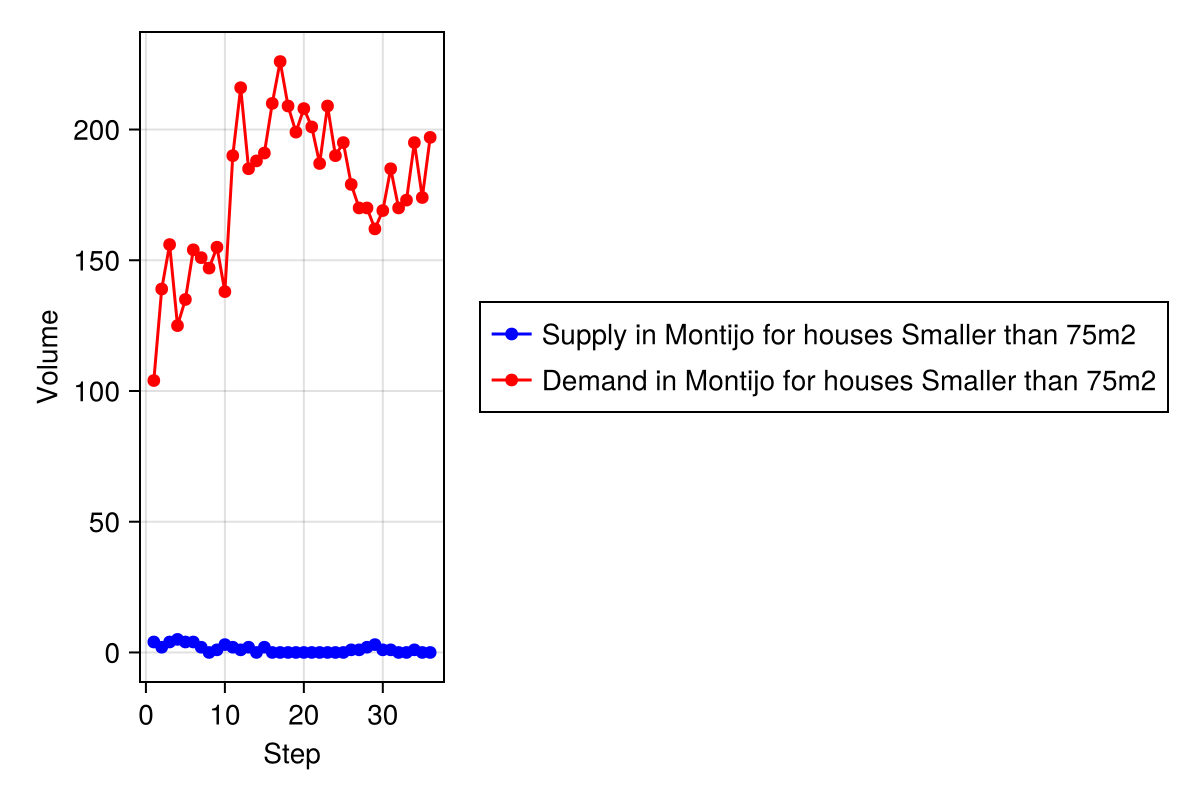 Volume
200
150
100
50
0
0 10 20 30
Step
Supply in Montijo for houses Smaller than 75m2
Demand in Montijo for houses Smaller than 75m2